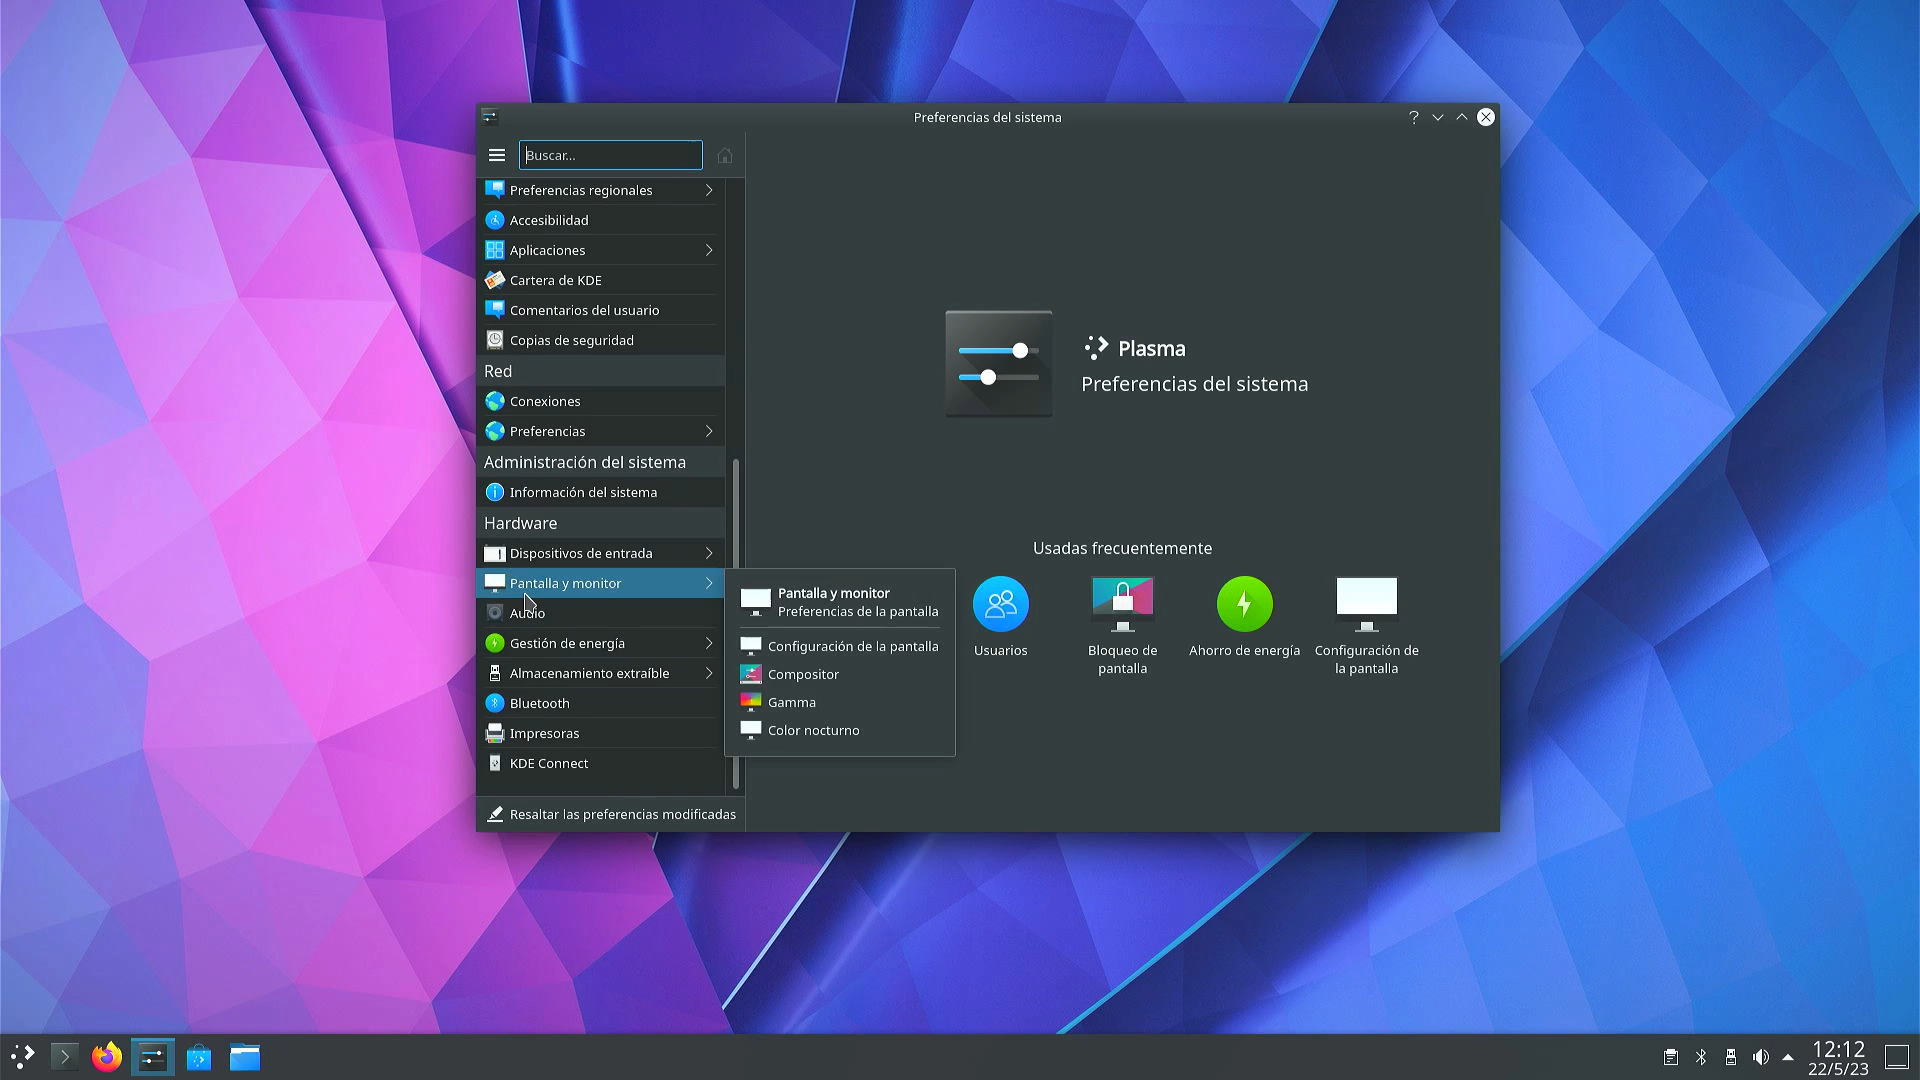 Preferencias del sistema
Buscar...
Preferencias regionales
Accesibilidad
Aplicaciones
Cartera de KDE
Comentarios del usuario
Copias de seguridad
Red
Conexiones
Preferencias
Administración del sistema
Información del sistema
Hardware
Dispositivos de entrada
Pantalla y monitor
Audio
Gestión de energía
Almacenamiento extraíble
Bluetooth
Impresoras
KDE Connect
Resaltar las preferencias modificadas
Pantalla y monitor
Preferencias de la pantalla
Configuración de la pantalla
Compositor
Gamma
Color nocturno
Plasma
Preferencias del sistema
Usadas frecuentemente
Usuarios
Bloqueo de
pantalla
Ahorro de energía
Configuración de
la pantalla
12:12
22/5/23